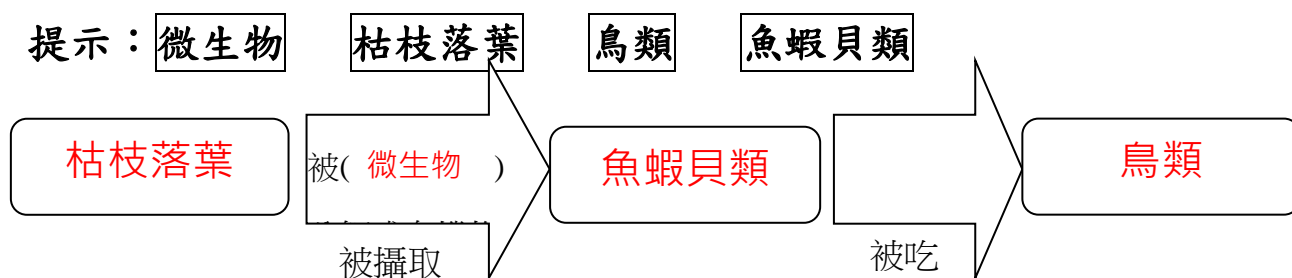 提示：微生物 枯枝落葉 鳥類 魚蝦貝類
枯枝落葉 被( 微生物 ) 魚蝦貝類 鳥類
被攝取 被吃